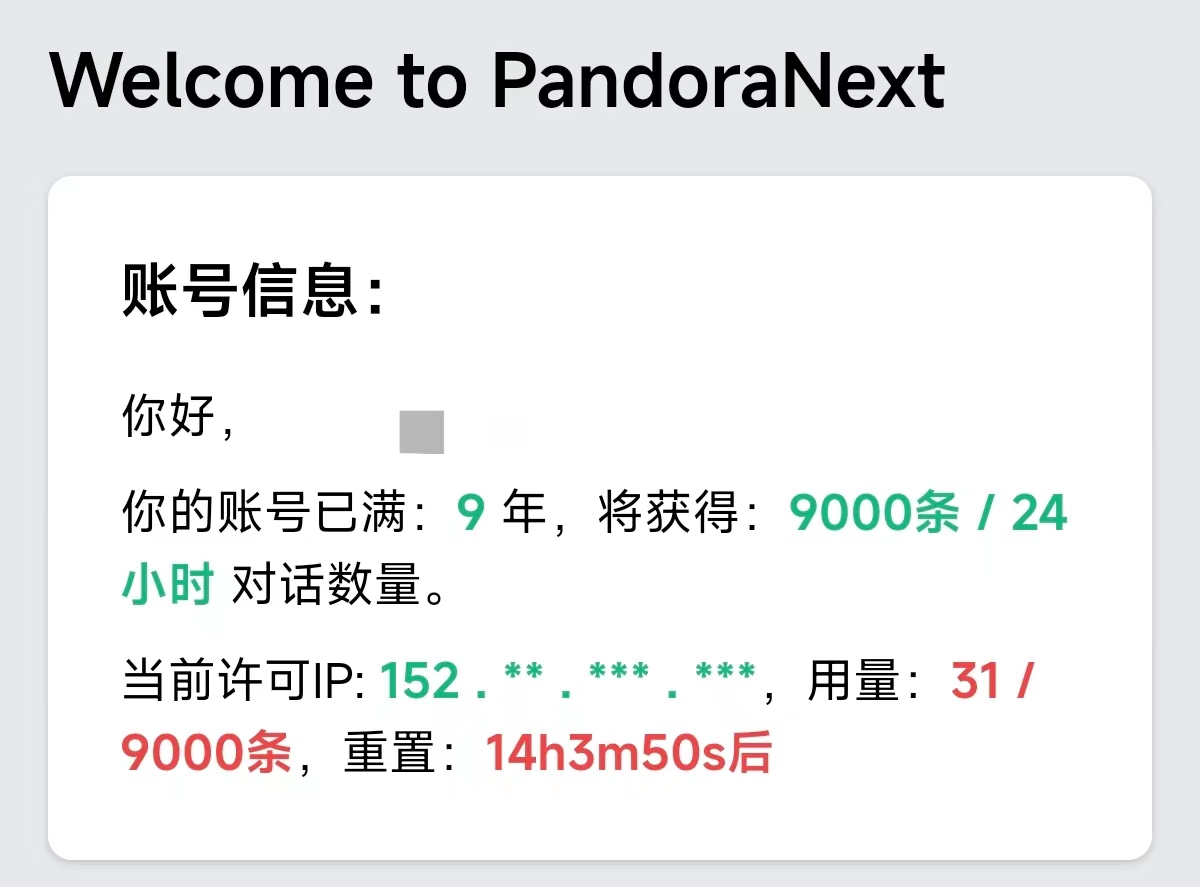 Welcome to PandoraNext
账号信息：
你好，
你的账号已满：9 年，将获得：9000条 / 24
小时 对话数量。
当前许可IP: 152 . ** . *** . ***，用量：31 /
9000条，重置：14h3m50s后